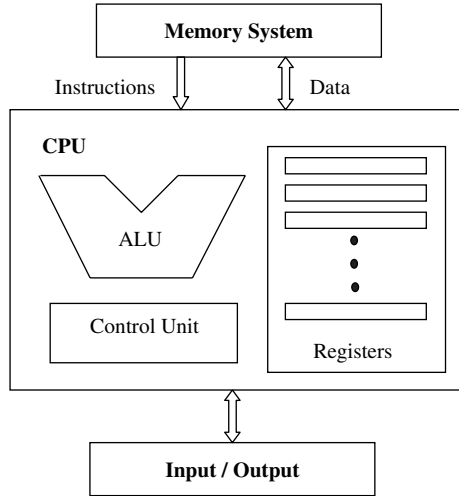 Memory System
Instructions
Data
CPU
ALU
Control Unit
Registers
Input / Output